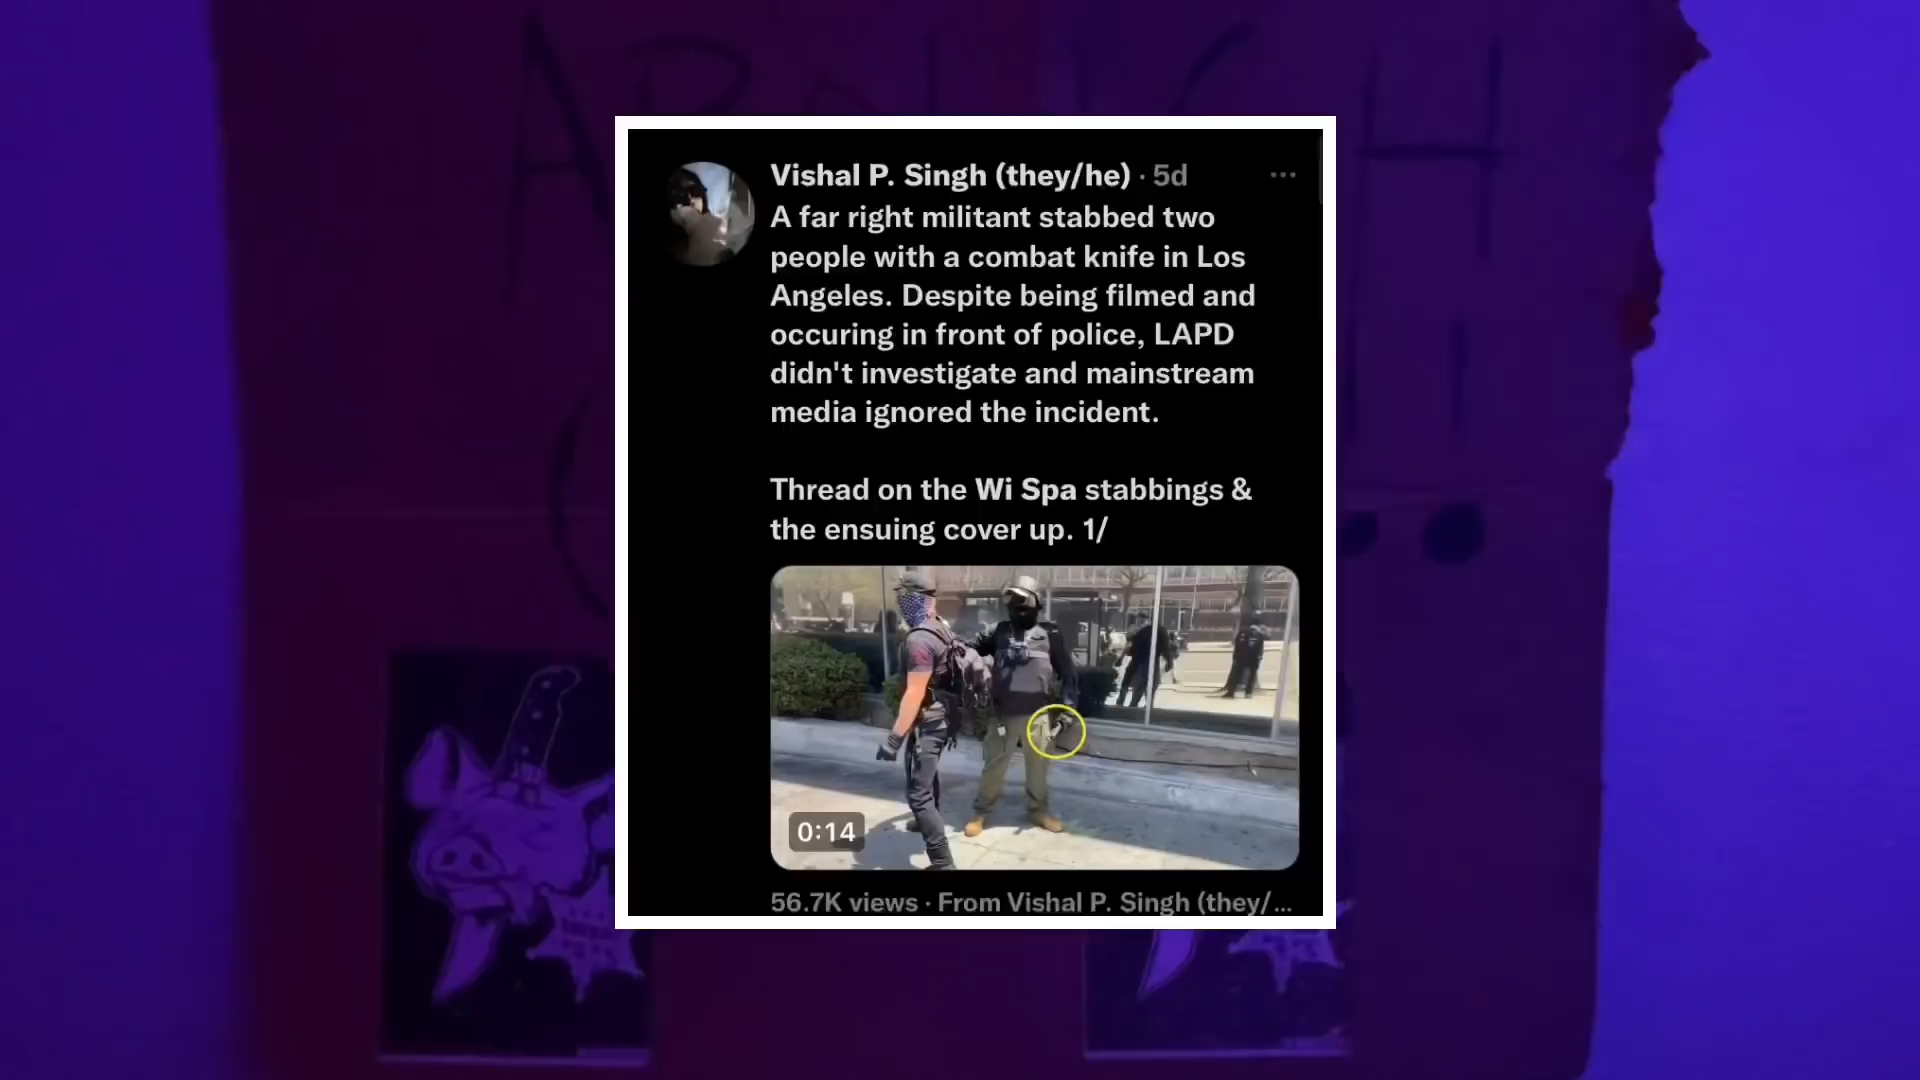 ABOLISH
Vishal P. Singh (they/he) · 5d
A far right militant stabbed two
people with a combat knife in Los
Angeles. Despite being filmed and
occuring in front of police, LAPD
didn't investigate and mainstream
media ignored the incident.
Thread on the Wi Spa stabbings &
the ensuing cover up. 1/
0:14
56.7K views · From Vishal P. Singh (they/...